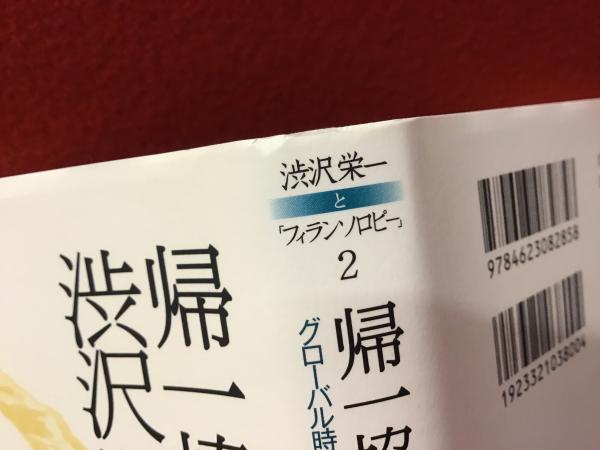 渋沢栄一
と
「フィランソロピー」
2
帰一協
グローバル時
帰一協
渋沢
9784623082858
1923321038004